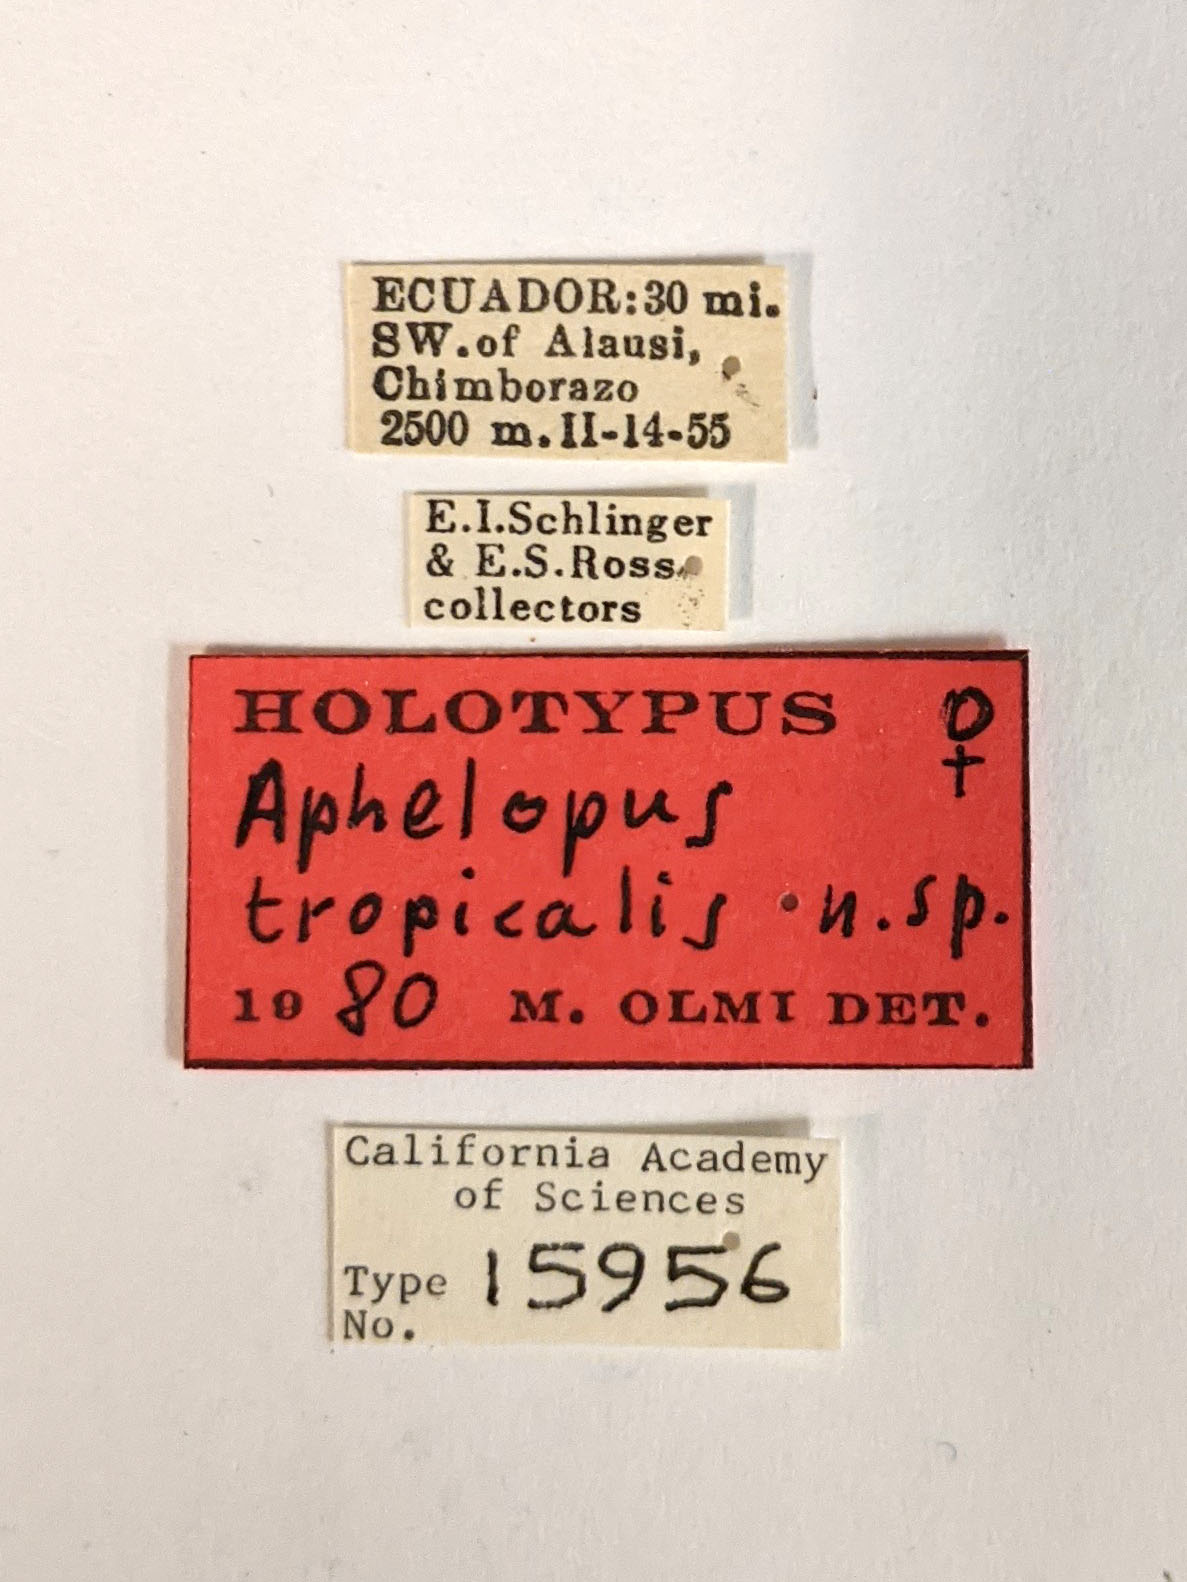 ECUADOR:30 mi.
SW.of Alausi,
Chimborazo
2500 m.II-14-55
E.I.Schlinger
& E.S.Ross
collectors
HOLOTYPUS ♀
Aphelopus
tropicalis n.sp.
1980 M. OLMI DET.
California Academy
of Sciences
Type 15956
No.